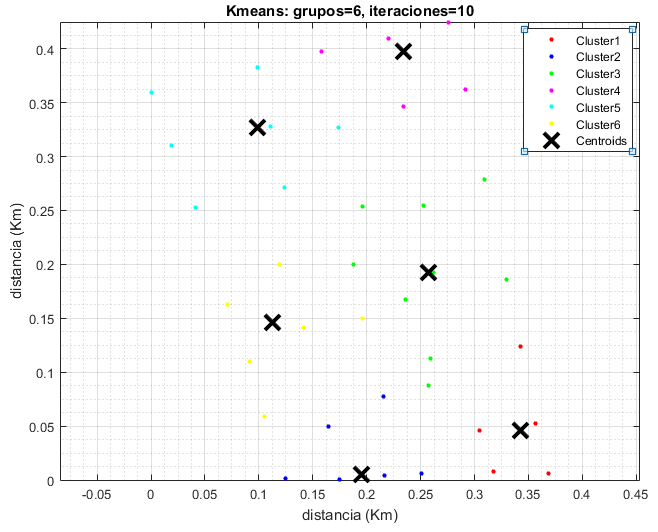 Kmeans: grupos=6, iteraciones=10
Cluster1
Cluster2
Cluster3
Cluster4
Cluster5
Cluster6
Centroids
distancia (Km)
0.4
0.35
0.3
0.25
0.2
0.15
0.1
0.05
0
-0.05 0 0.05 0.1 0.15 0.2 0.25 0.3 0.35 0.4 0.45
distancia (Km)